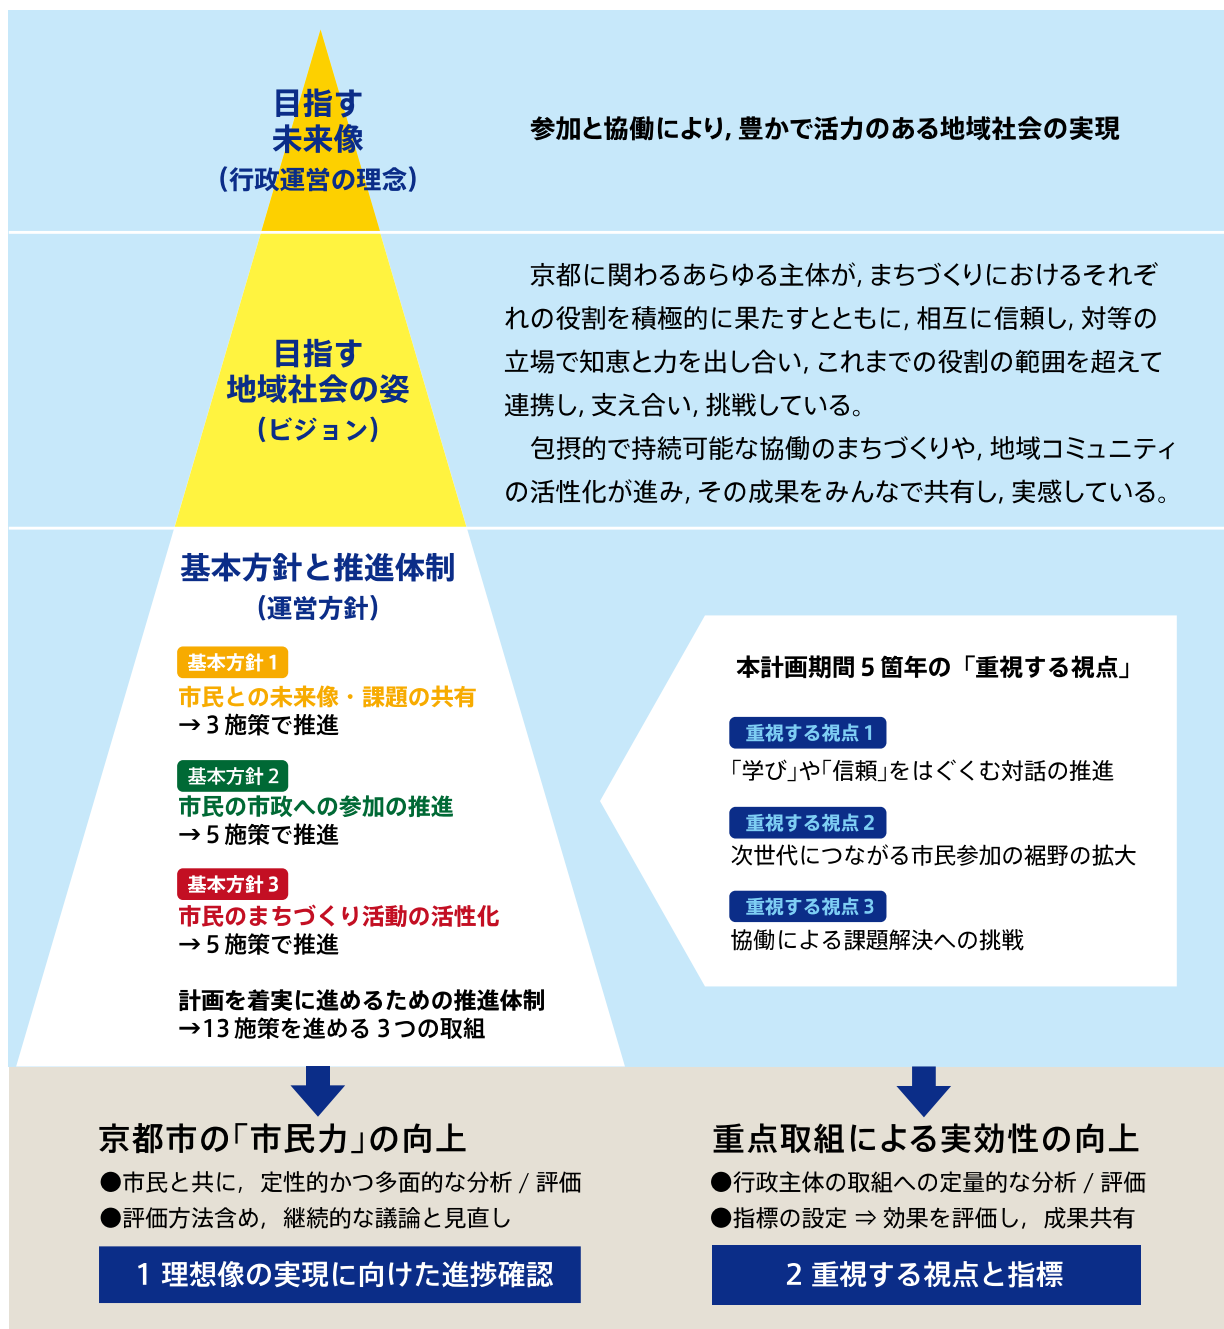 目指す
未来像
（行政運営の理念）
参加と協働により，豊かで活力のある地域社会の実現
目指す
地域社会の姿
（ビジョン）
京都に関わるあらゆる主体が，まちづくりにおけるそれぞ
れの役割を積極的に果たすとともに，相互に信頼し，対等の
立場で知恵と力を出し合い，これまでの役割の範囲を超えて
連携し，支え合い，挑戦している。
包摂的で持続可能な協働のまちづくりや，地域コミュニティ
の活性化が進み，その成果をみんなで共有し，実感している。
基本方針と推進体制
（運営方針）
基本方針 1
市民との未来像・課題の共有
→ 3 施策で推進
基本方針 2
市民の市政への参加の推進
→ 5 施策で推進
基本方針 3
市民のまちづくり活動の活性化
→ 5 施策で推進
計画を着実に進めるための推進体制
→13 施策を進める 3 つの取組
本計画期間 5 箇年の「重視する視点」
重視する視点 1
「学び」や「信頼」をはぐくむ対話の推進
重視する視点 2
次世代につながる市民参加の裾野の拡大
重視する視点 3
協働による課題解決への挑戦
京都市の「市民力」の向上
●市民と共に，定性的かつ多面的な分析 / 評価
●評価方法含め，継続的な議論と見直し
1 理想像の実現に向けた進捗確認
重点取組による実効性の向上
●行政主体の取組への定量的な分析 / 評価
●指標の設定 ⇒ 効果を評価し，成果共有
2 重視する視点と指標